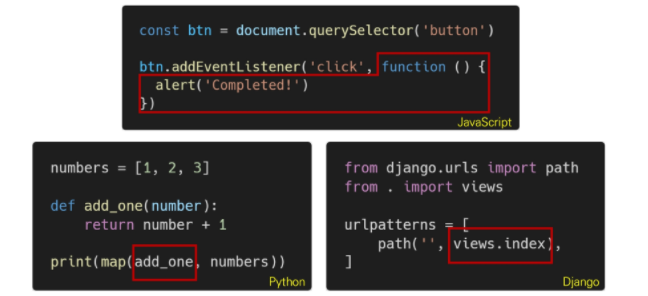 const btn = document.querySelector('button')
btn.addEventListener('click', function () {
  alert('Completed!')
})
JavaScript
numbers = [1, 2, 3]
def add_one(number):
    return number + 1
print(map(add_one, numbers))
Python
from django.urls import path
from . import views
urlpatterns = [
    path('', views.index),
]
Django